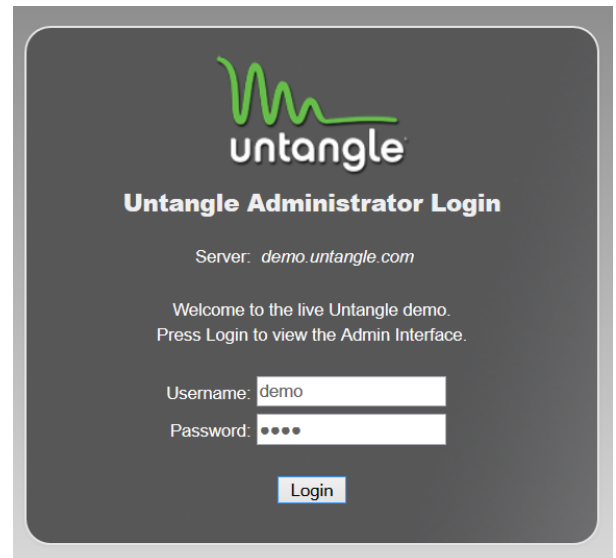 untangle
Untangle Administrator Login
Server: demo.untangle.com
Welcome to the live Untangle demo.
Press Login to view the Admin Interface.
Username: demo
Password: ●●●●
Login